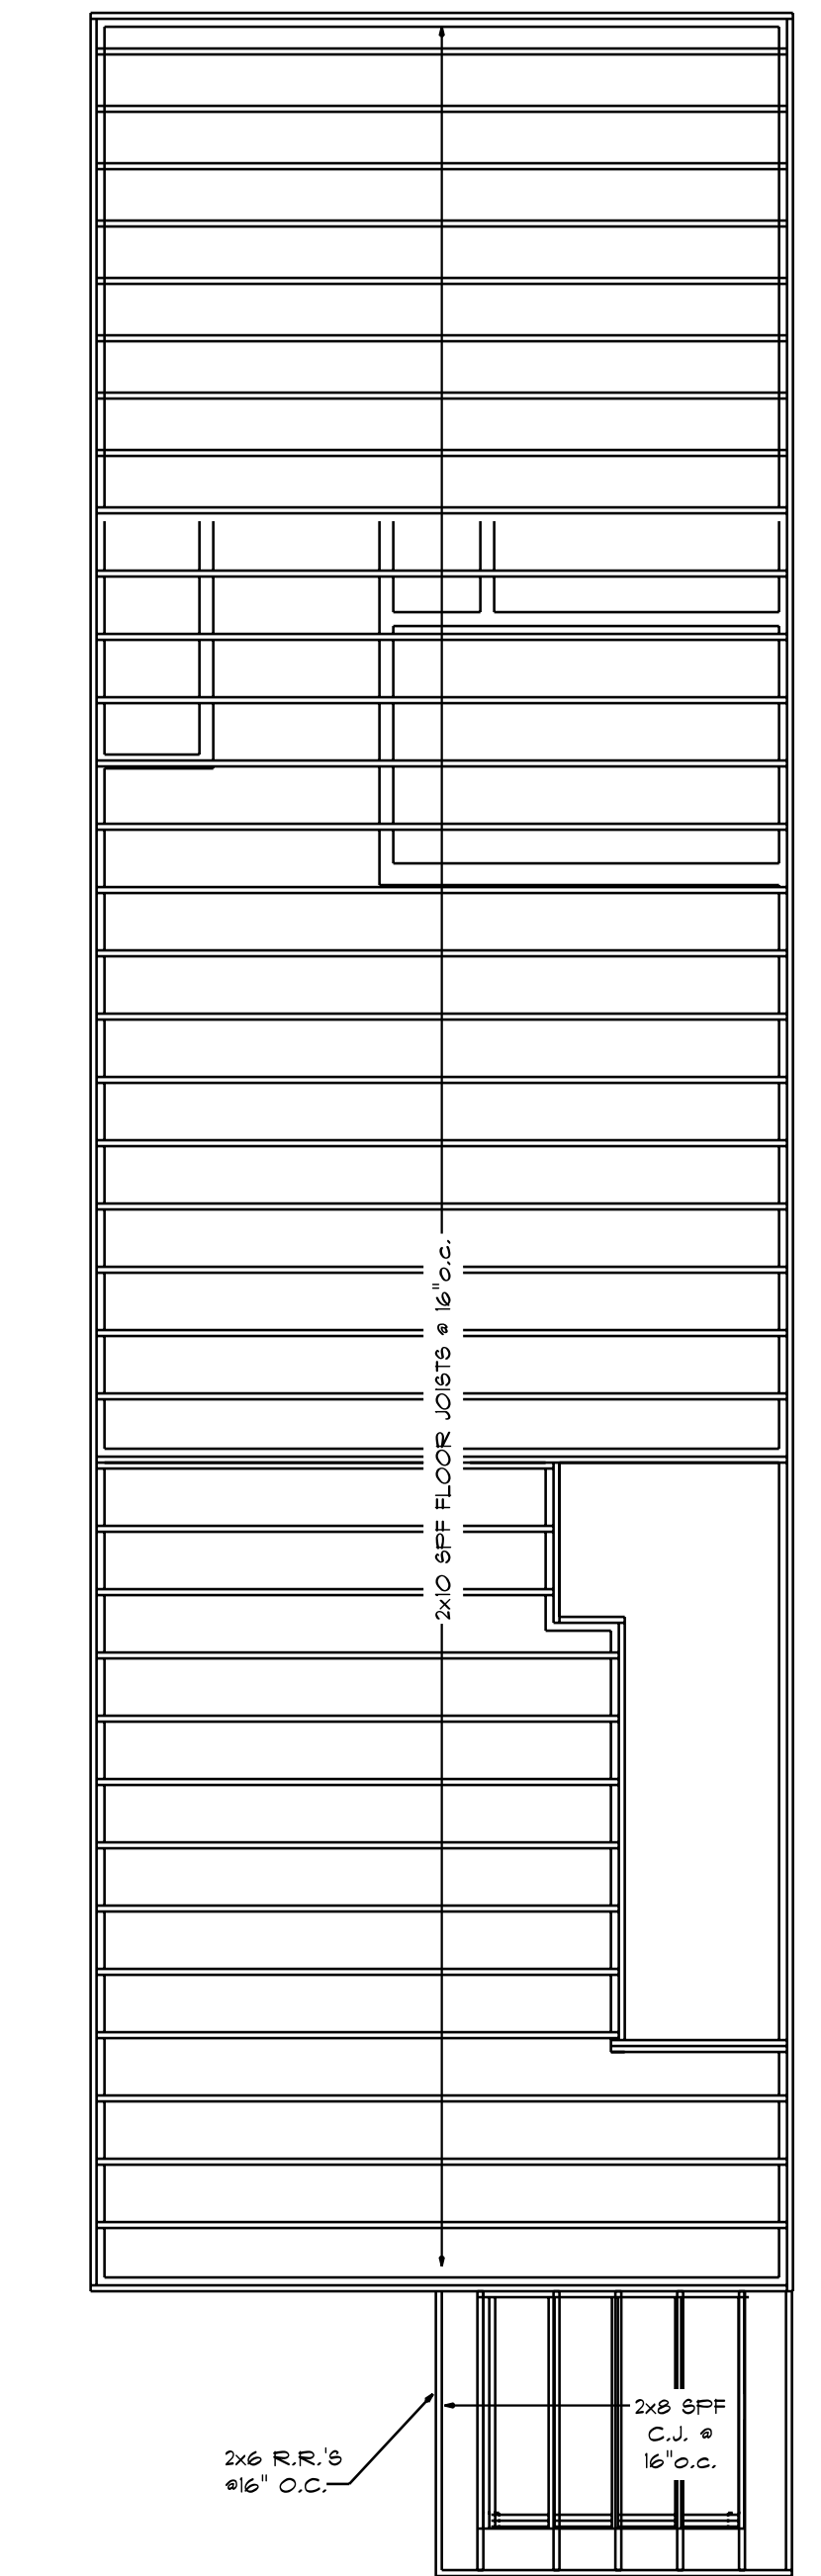 2x10 SPF FLOOR JOISTS @ 16"o.c.
2x8 SPF
C.J. @
16"o.c.
2x6 R.R.'S
@16" O.C.